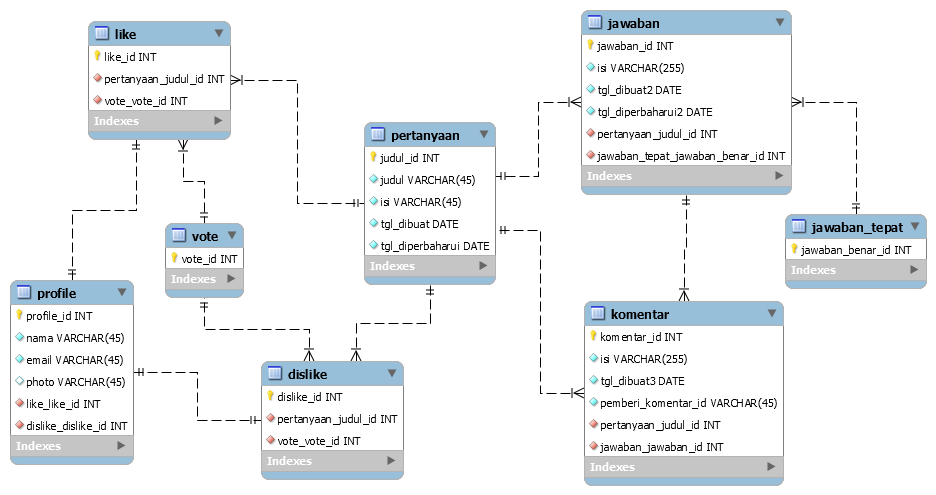 like
like_id INT
pertanyaan_judul_id INT
vote_vote_id INT
Indexes
jawaban
jawaban_id INT
isi VARCHAR(255)
tgl_dibuat2 DATE
tgl_diperbaharui2 DATE
pertanyaan_judul_id INT
jawaban_tepat_jawaban_benar_id INT
Indexes
pertanyaan
judul_id INT
judul VARCHAR(45)
isi VARCHAR(45)
tgl_dibuat DATE
tgl_diperbaharui DATE
Indexes
vote
vote_id INT
Indexes
jawaban_tepat
jawaban_benar_id INT
Indexes
profile
profile_id INT
nama VARCHAR(45)
email VARCHAR(45)
photo VARCHAR(45)
like_like_id INT
dislike_dislike_id INT
Indexes
dislike
dislike_id INT
pertanyaan_judul_id INT
vote_vote_id INT
Indexes
komentar
komentar_id INT
isi VARCHAR(255)
tgl_dibuat3 DATE
pemberi_komentar_id VARCHAR(45)
pertanyaan_judul_id INT
jawaban_jawaban_id INT
Indexes